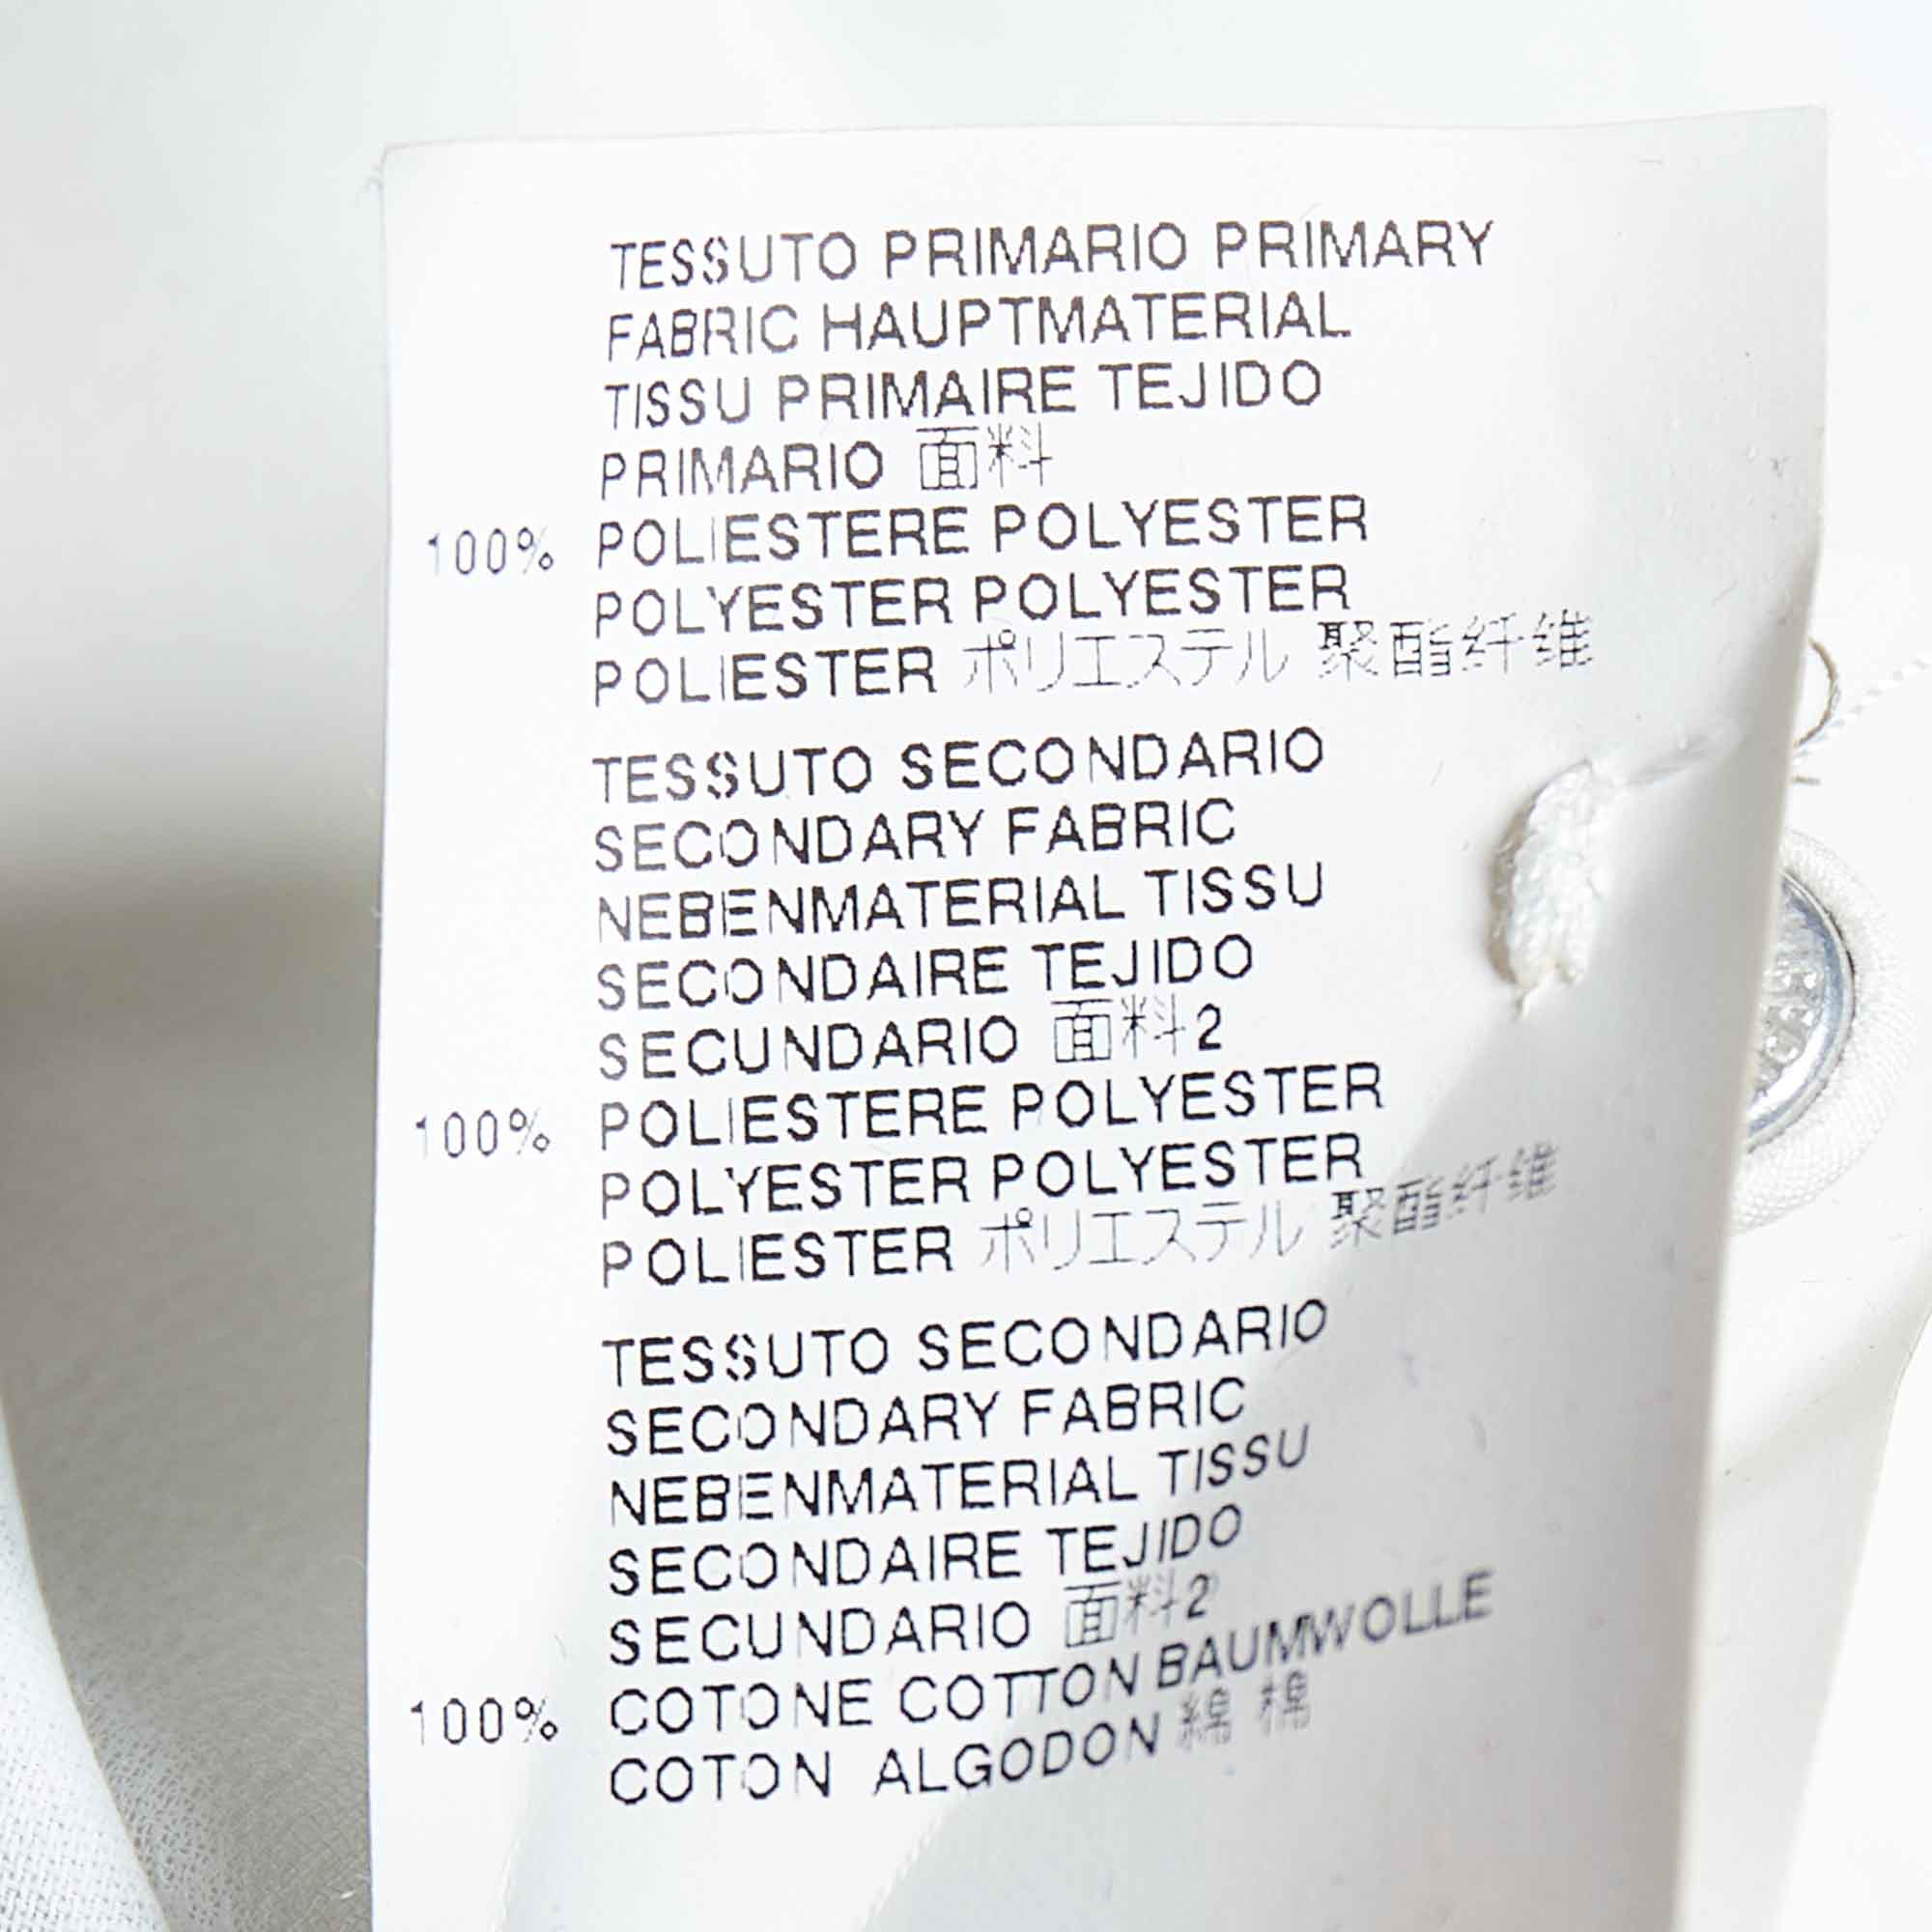 TESSUTO PRIMARIO PRIMARY
FABRIC HAUPTMATERIAL
TISSU PRIMAIRE TEJIDO
PRIMARIO 面料
100% POLIESTERE POLYESTER
POLYESTER POLYESTER
POLIESTER ポリエステル 聚酯纤维
TESSUTO SECONDARIO
SECONDARY FABRIC
NEBENMATERIAL TISSU
SECONDAIRE TEJIDO
SECUNDARIO 面料2
100% POLIESTERE POLYESTER
POLYESTER POLYESTER
POLIESTER ポリエステル 聚酯纤维
TESSUTO SECONDARIO
SECONDARY FABRIC
NEBENMATERIAL TISSU
SECONDAIRE TEJIDO
SECUNDARIO 面料2
100% COTONE COTTON BAUMWOLLE
COTON ALGODON 綿 棉